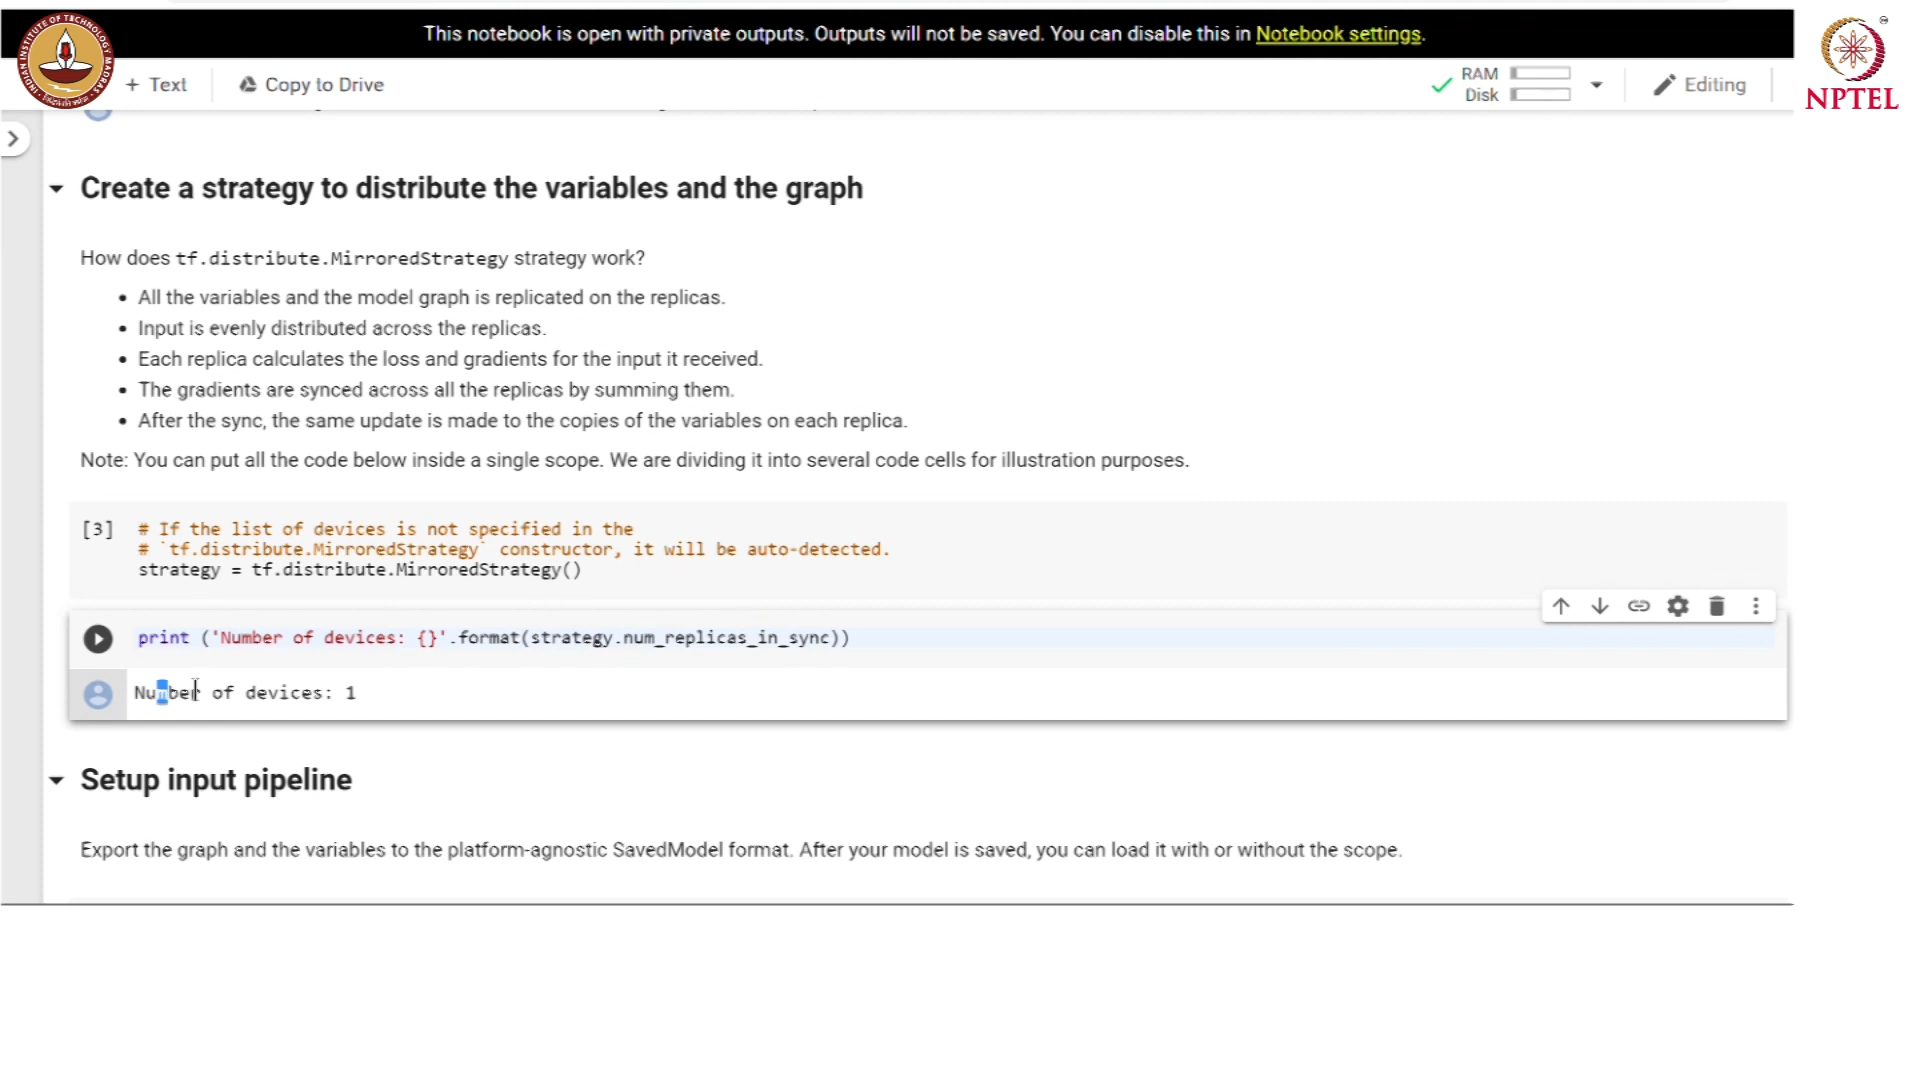 This notebook is open with private outputs. Outputs will not be saved. You can disable this in Notebook settings.
+ Text
Copy to Drive
RAM
Disk
Editing
NPTEL
INDIAN INSTITUTE OF TECHNOLOGY MADRAS
Create a strategy to distribute the variables and the graph
How does tf.distribute.MirroredStrategy strategy work?
• All the variables and the model graph is replicated on the replicas.
• Input is evenly distributed across the replicas.
• Each replica calculates the loss and gradients for the input it received.
• The gradients are synced across all the replicas by summing them.
• After the sync, the same update is made to the copies of the variables on each replica.
Note: You can put all the code below inside a single scope. We are dividing it into several code cells for illustration purposes.
[3] # If the list of devices is not specified in the
# `tf.distribute.MirroredStrategy` constructor, it will be auto-detected.
strategy = tf.distribute.MirroredStrategy()
print ('Number of devices: {}'.format(strategy.num_replicas_in_sync))
Number of devices: 1
Setup input pipeline
Export the graph and the variables to the platform-agnostic SavedModel format. After your model is saved, you can load it with or without the scope.